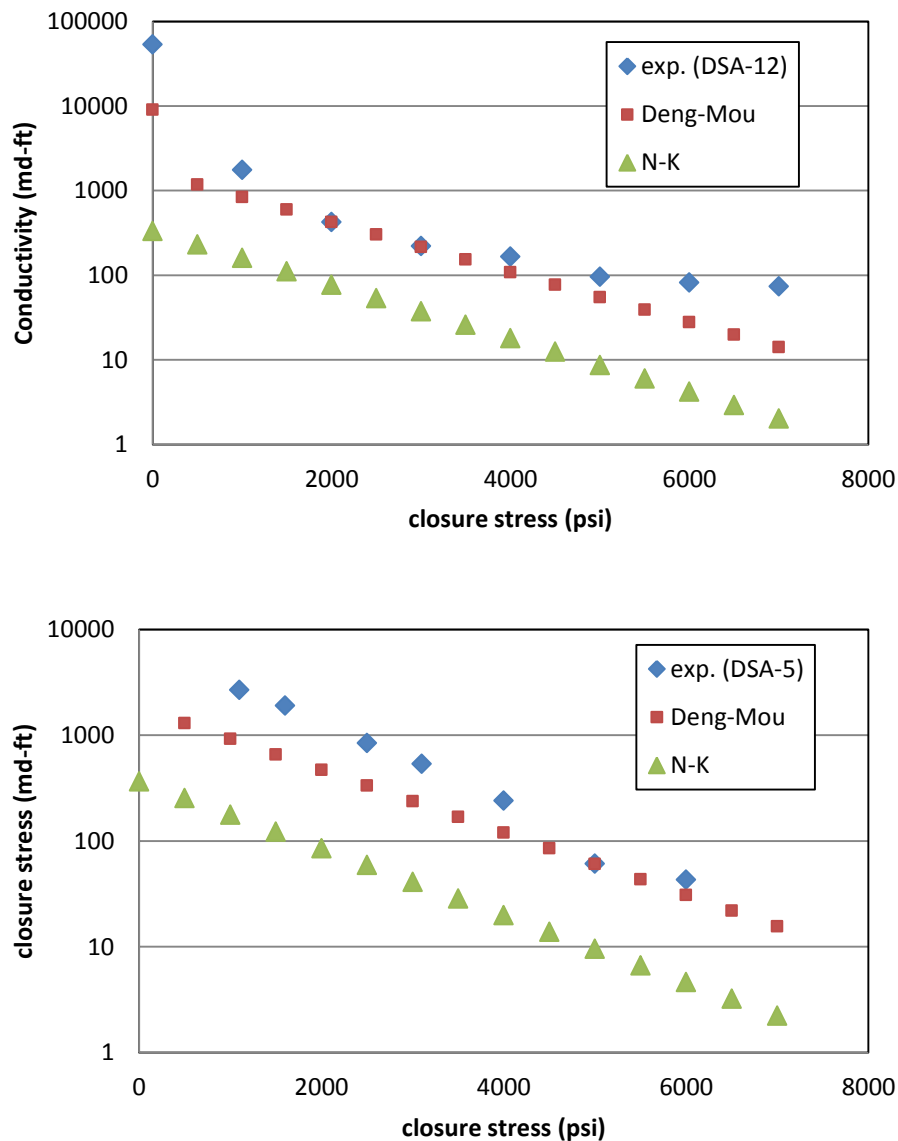 100000
10000
1000
100
10
1
Conductivity (md-ft)
exp. (DSA-12)
Deng-Mou
N-K
0 2000 4000 6000 8000
closure stress (psi)
10000
1000
100
10
1
closure stress (md-ft)
exp. (DSA-5)
Deng-Mou
N-K
0 2000 4000 6000 8000
closure stress (psi)